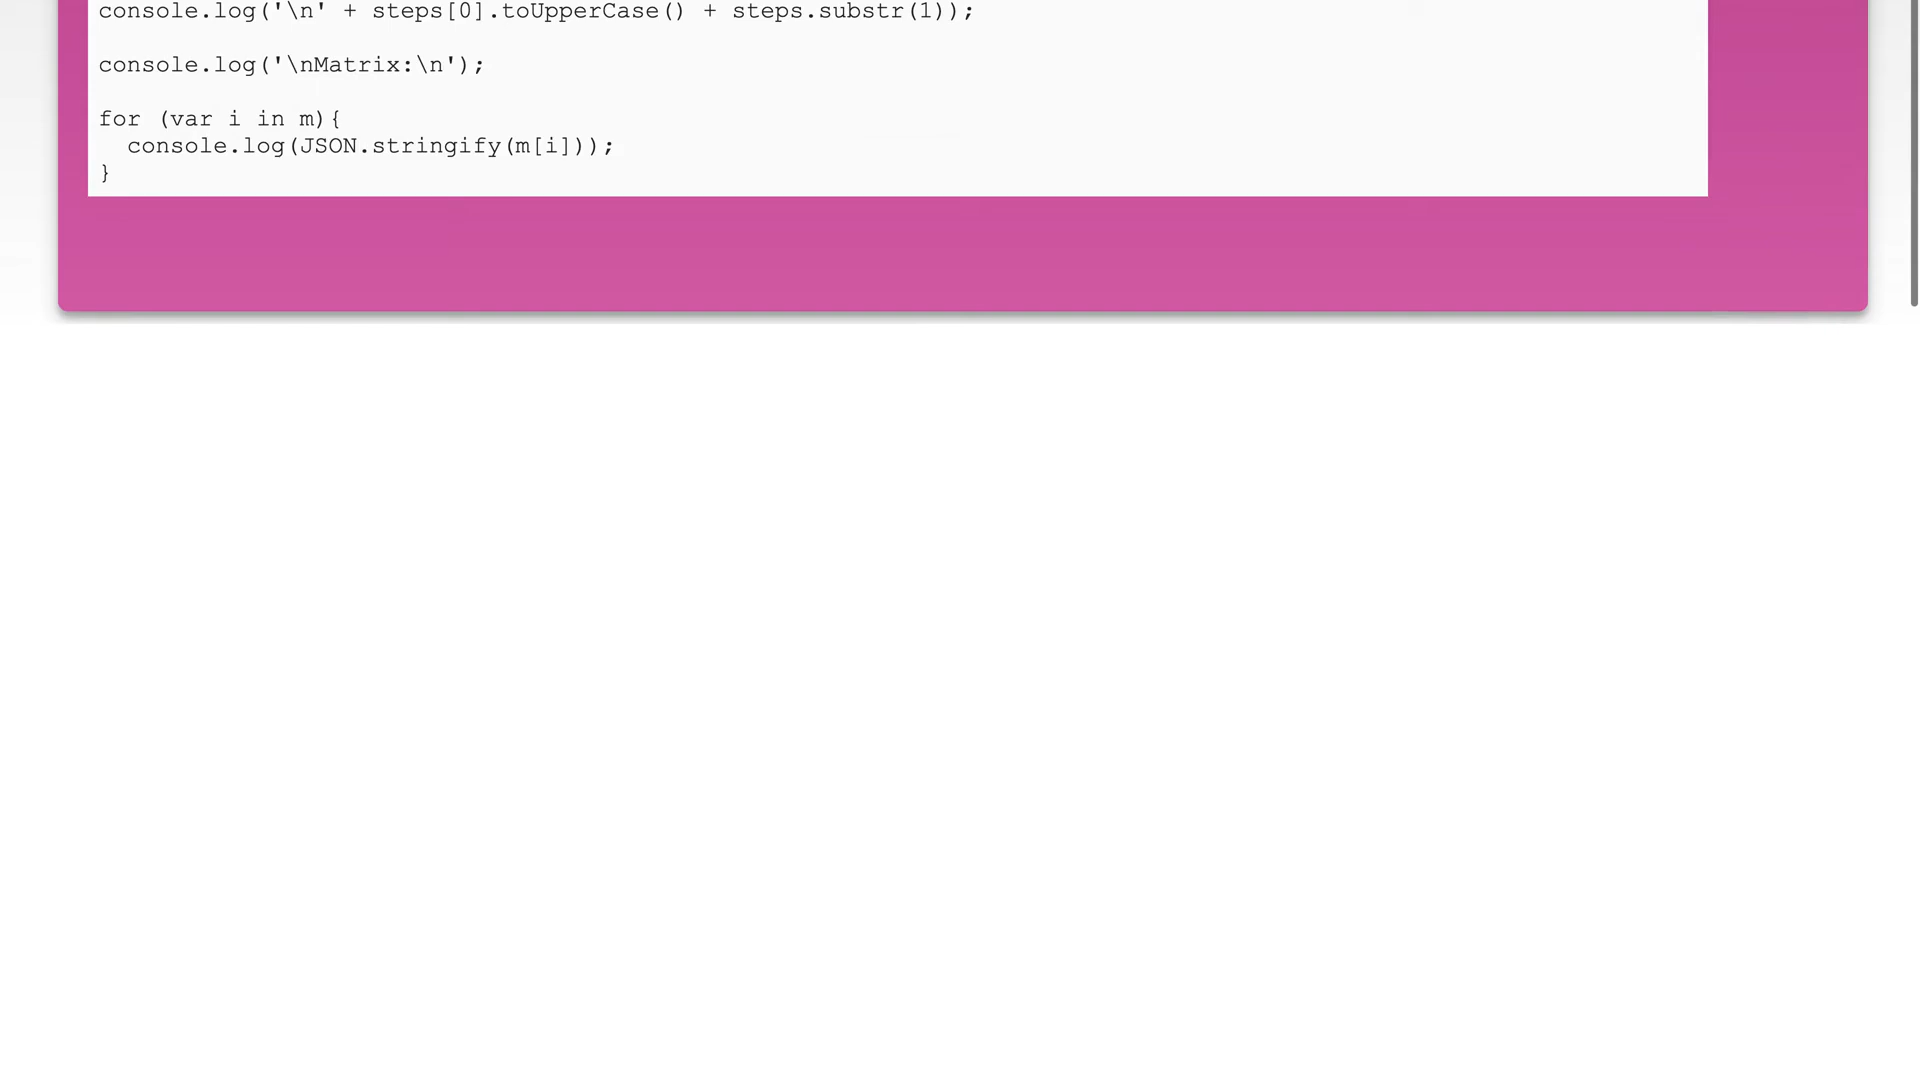 console.log('\n' + steps[0].toUpperCase() + steps.substr(1));
console.log('\nMatrix:\n');
for (var i in m){
  console.log(JSON.stringify(m[i]));
}